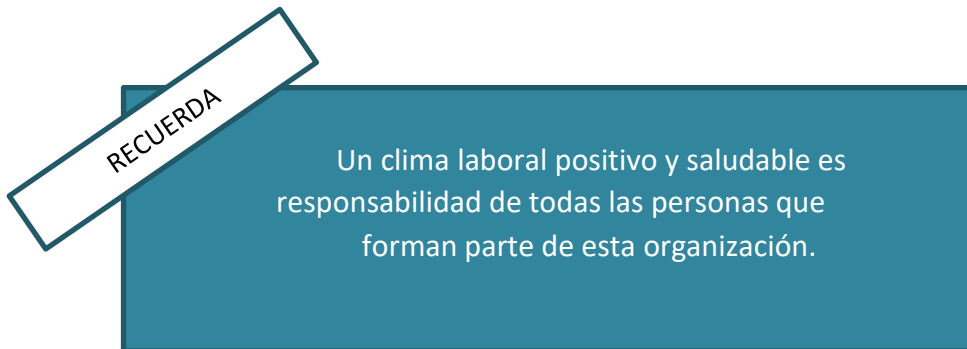 RECUERDA
Un clima laboral positivo y saludable es
responsabilidad de todas las personas que
forman parte de esta organización.